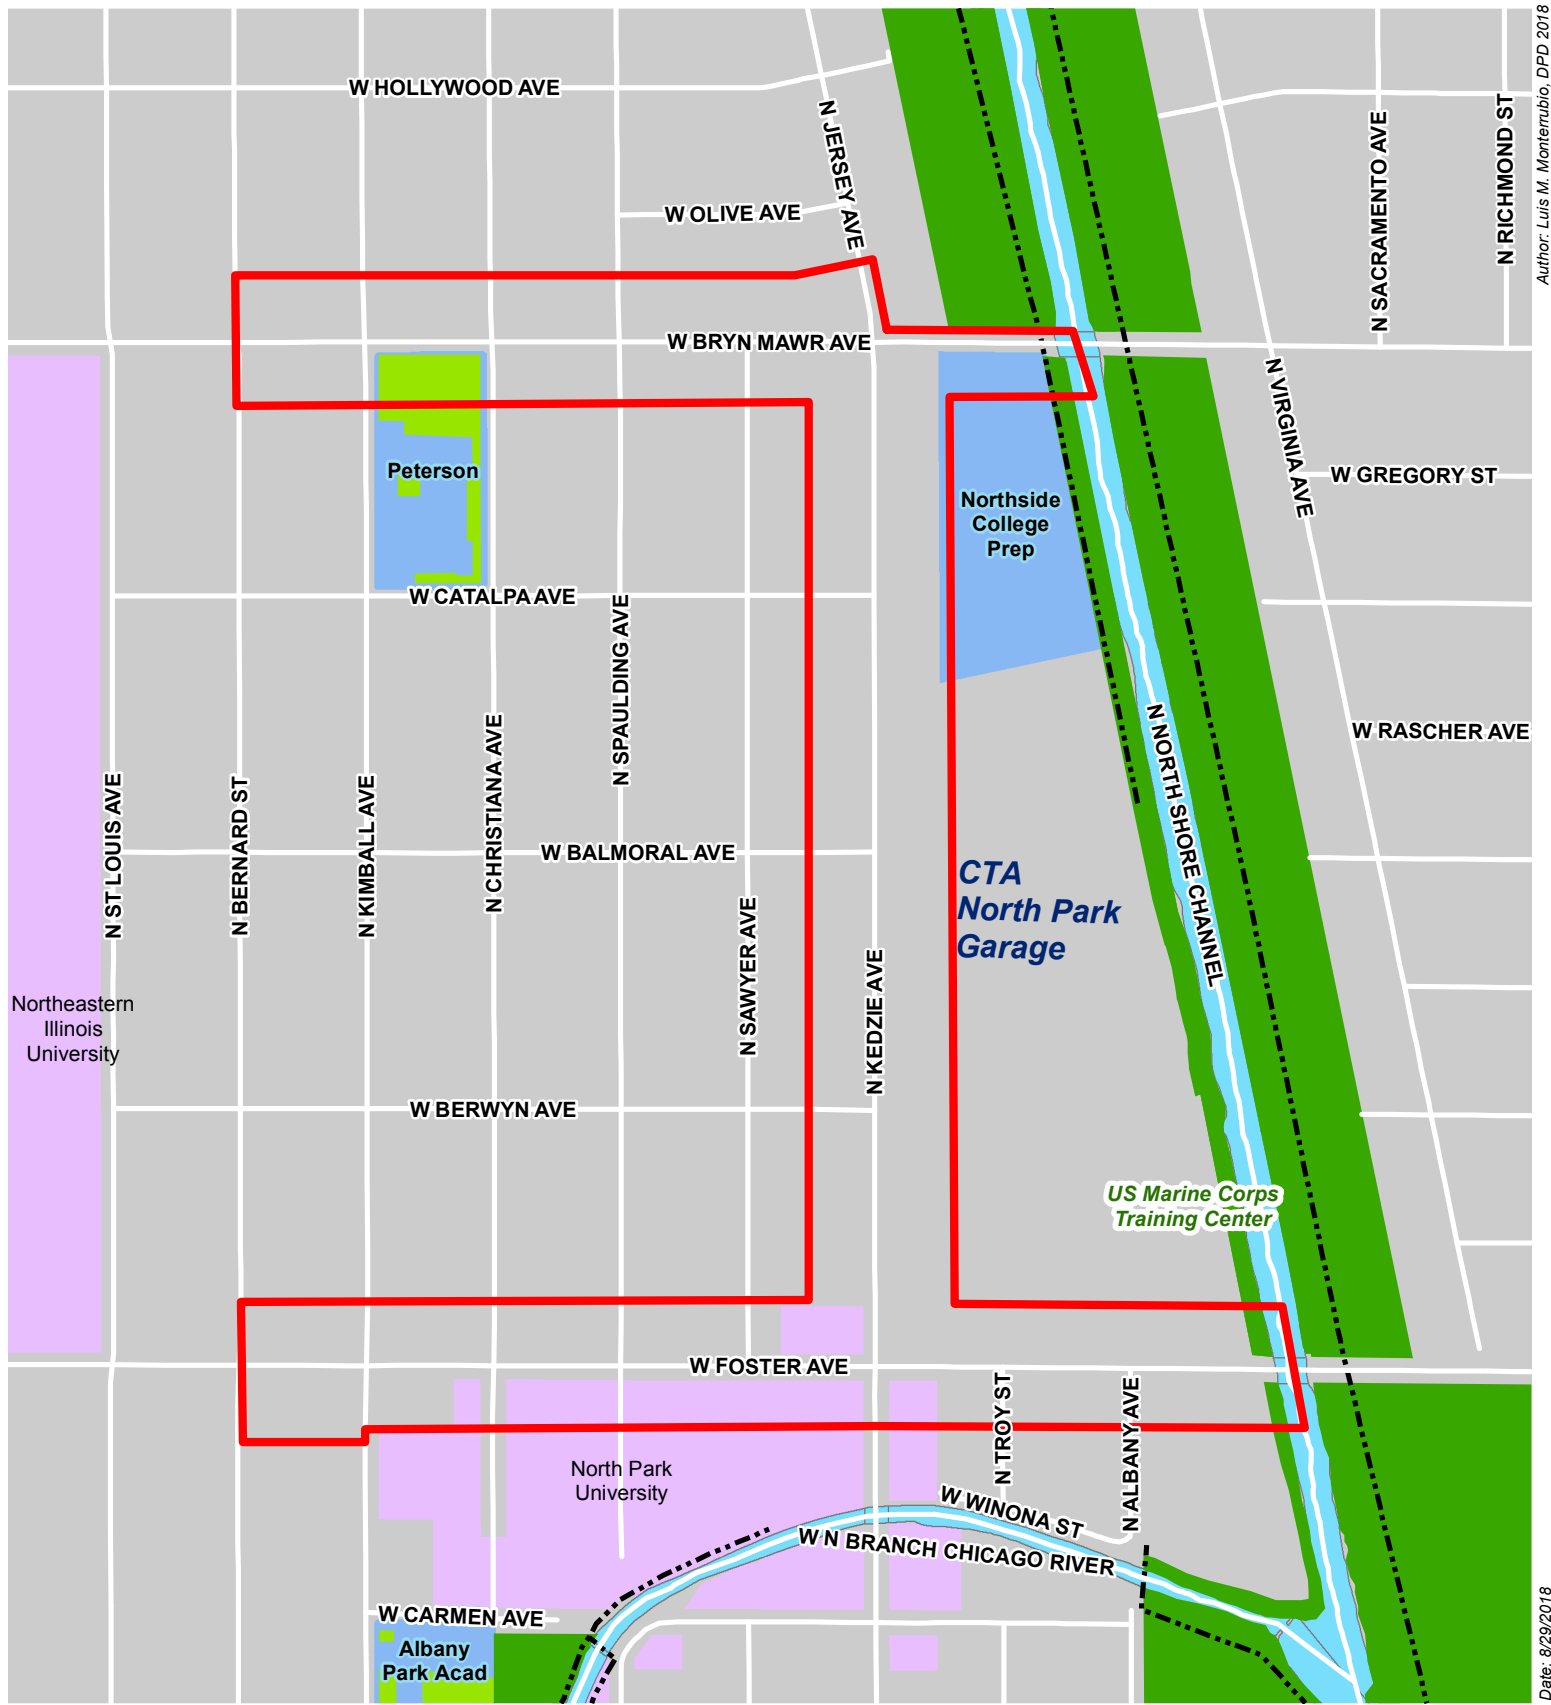 Author: Luis M. Monterrubio, DPD 2018
W HOLLYWOOD AVE
N JERSEY AVE
N SACRAMENTO AVE
N RICHMOND ST
W OLIVE AVE
W BRYN MAWR AVE
N VIRGINIA AVE
Peterson
W GREGORY ST
Northside
College
Prep
W CATALPA AVE
N SPAULDING AVE
N CHRISTIANA AVE
N NORTH SHORE CHANNEL
W RASCHER AVE
N ST LOUIS AVE
N BERNARD ST
N KIMBALL AVE
W BALMORAL AVE
CTA
North Park
Garage
N SAWYER AVE
N KEDZIE AVE
Northeastern
Illinois
University
W BERWYN AVE
US Marine Corps
Training Center
W FOSTER AVE
N TROY ST
N ALBANY AVE
North Park
University
W WINONA ST
W N BRANCH CHICAGO RIVER
W CARMEN AVE
Albany
Park Acad
Date: 8/29/2018